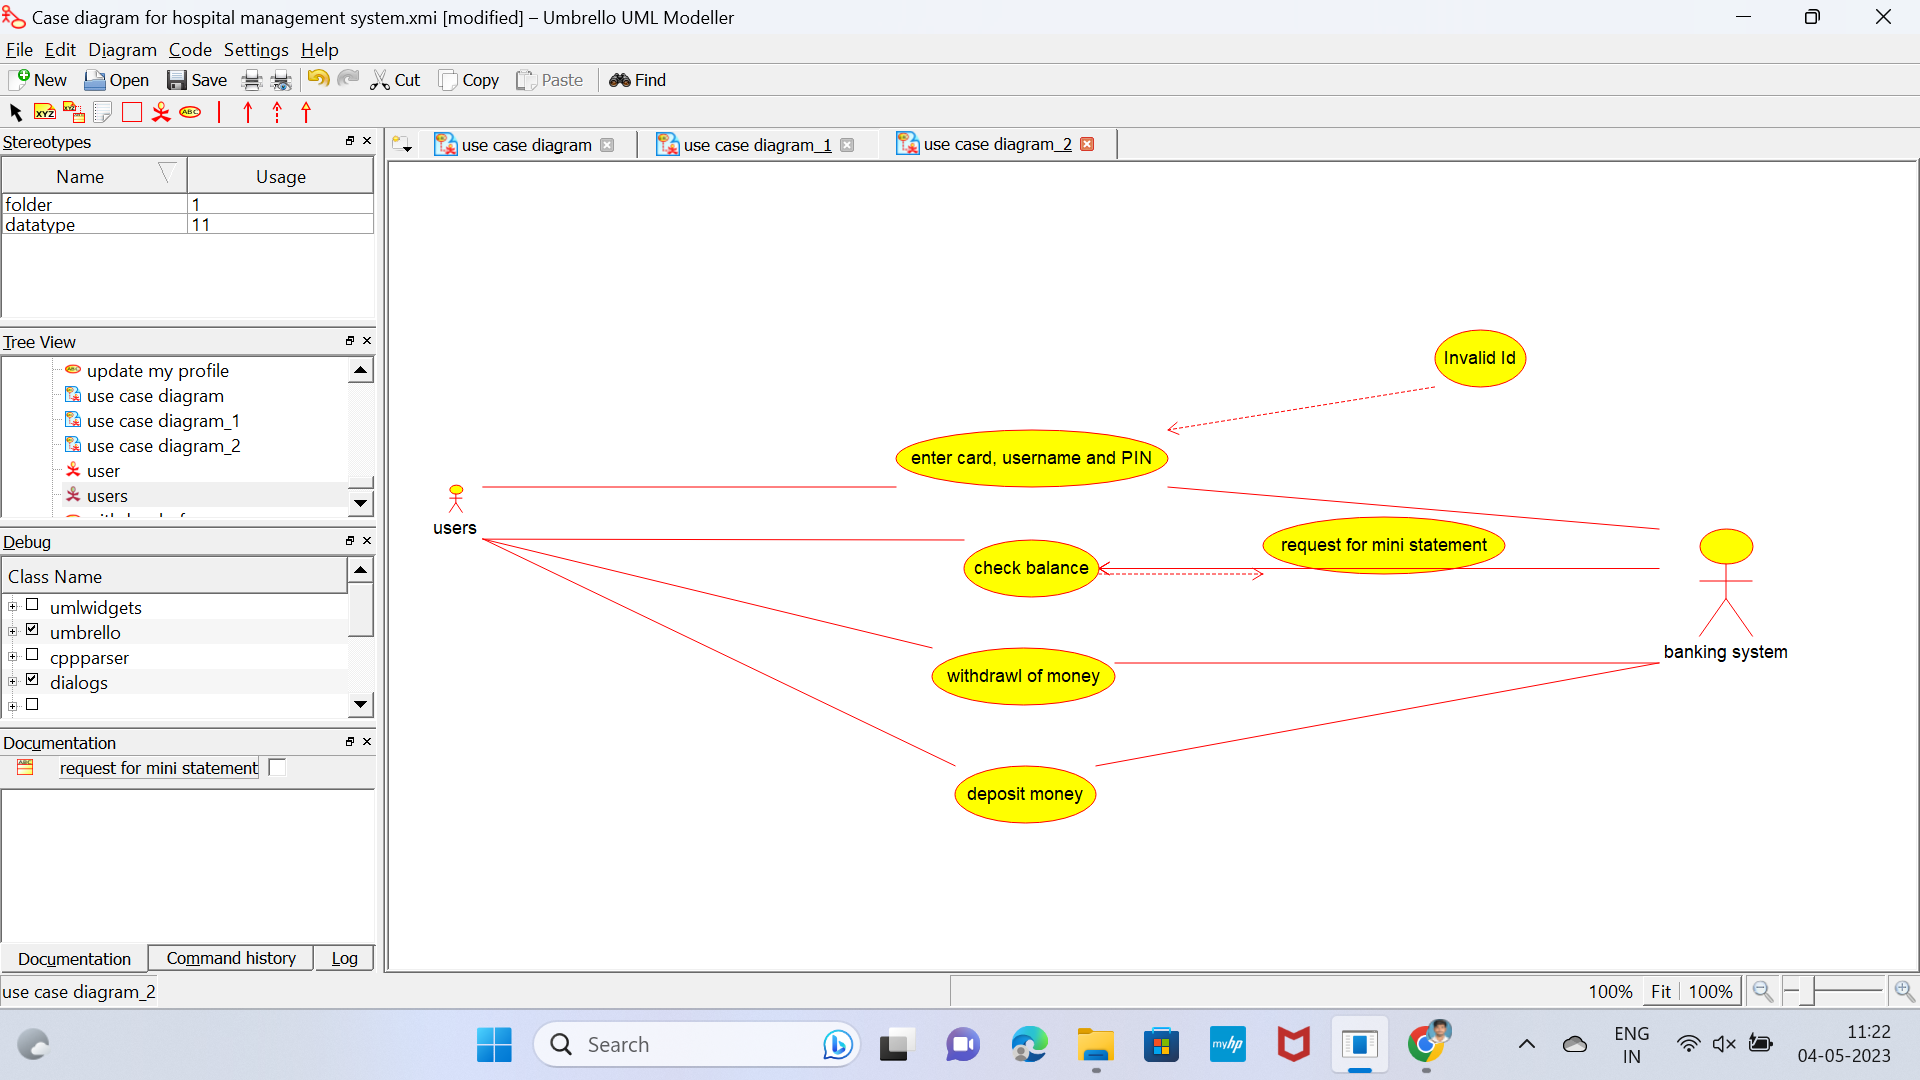 Case diagram for hospital management system.xmi [modified] – Umbrello UML Modeller
File Edit Diagram Code Settings Help
New Open Save Cut Copy Paste Find
XYZ XYZ ABC
Stereotypes
Name Usage
folder 1
datatype 11
Tree View
update my profile
use case diagram
use case diagram_1
use case diagram_2
user
users
Debug
Class Name
umlwidgets
umbrello
cppparser
dialogs
Documentation
request for mini statement
Documentation Command history Log
use case diagram use case diagram_1 use case diagram_2
Invalid Id
enter card, username and PIN
users
request for mini statement
check balance
banking system
withdrawl of money
deposit money
use case diagram_2
100% Fit 100%
Search
myhp
ENG
IN
11:22
04-05-2023